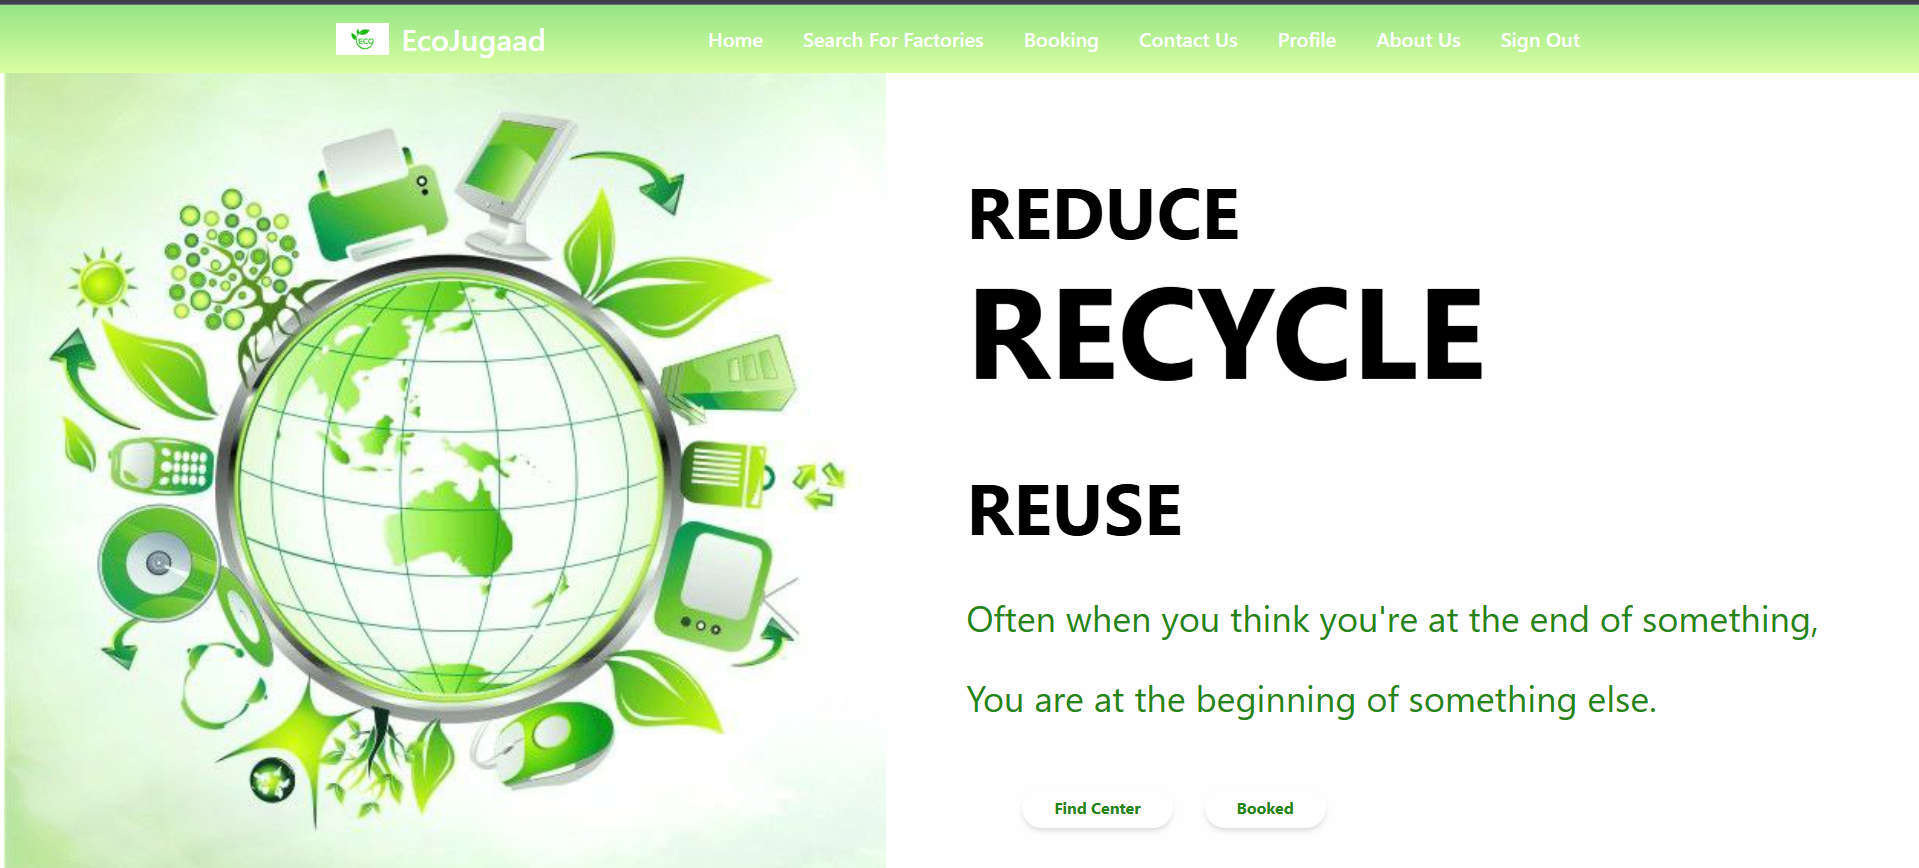 ECO
EcoJugaad
Home Search For Factories Booking Contact Us Profile About Us Sign Out
REDUCE
RECYCLE
REUSE
Often when you think you're at the end of something,
You are at the beginning of something else.
Find Center Booked